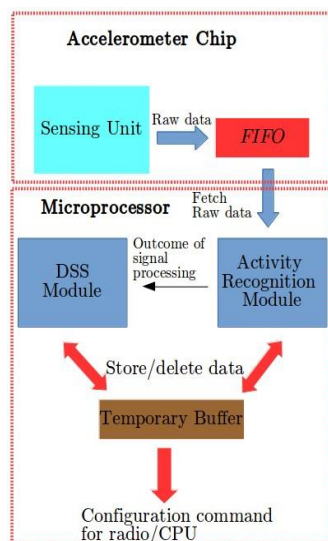 Accelerometer Chip
Sensing Unit
Raw data
FIFO
Fetch
Raw data
Microprocessor
DSS
Module
Outcome of
signal
processing
Activity
Recognition
Module
Store/delete data
Temporary Buffer
Configuration command
for radio/CPU